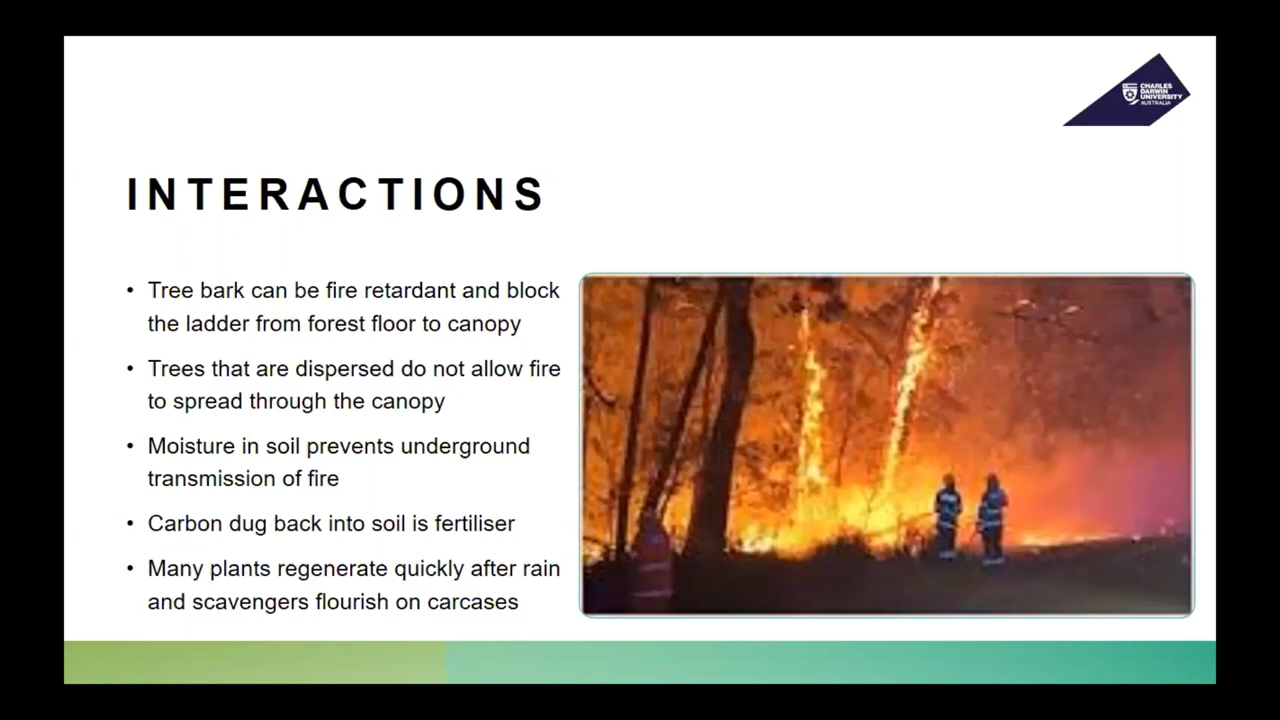 CHARLES
DARWIN
UNIVERSITY
AUSTRALIA
INTERACTIONS
• Tree bark can be fire retardant and block
the ladder from forest floor to canopy
• Trees that are dispersed do not allow fire
to spread through the canopy
• Moisture in soil prevents underground
transmission of fire
• Carbon dug back into soil is fertiliser
• Many plants regenerate quickly after rain
and scavengers flourish on carcases